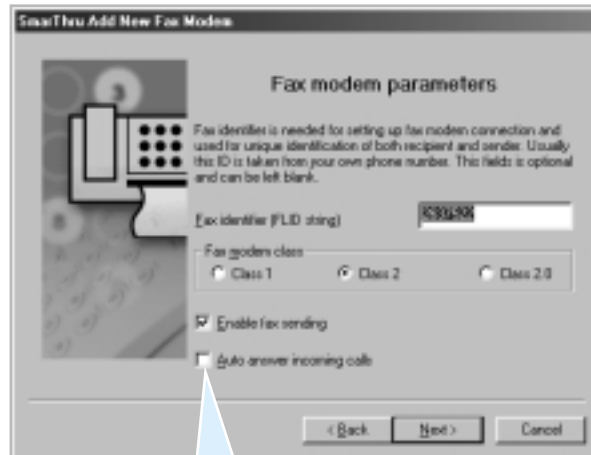 SmarThru Add New Fax Modem
Fax modem parameters
Fax identifier is needed for setting up fax modem connection and
used for unique identification of both recipient and sender. Usually
this ID is taken from your own phone number. This fields is optional
and can be left blank.
Fax identifier (FLID string)
Fax modem class
Class 1
Class 2
Class 2.0
Enable fax sending
Auto answer incoming calls
< Back
Next >
Cancel